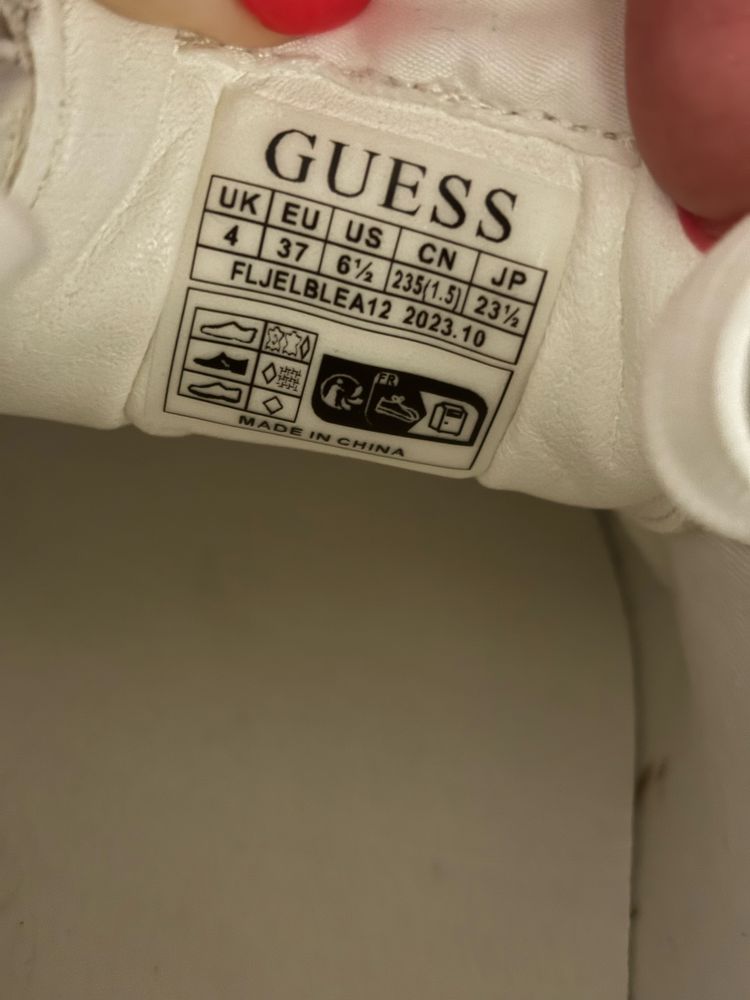 GUESS
UK EU US CN JP
4 37 6½ 235(1.5) 23½
FLJELBLEA12 2023.10
FR
MADE IN CHINA